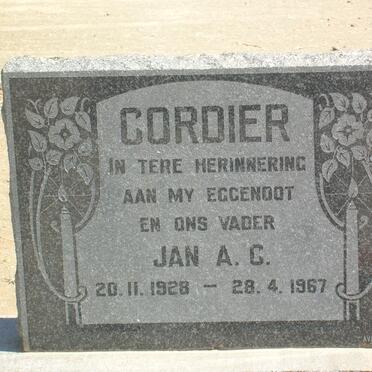 CORDIER
IN TERE HERINNERING
AAN MY EGGENOOT
EN ONS VADER
JAN A. C.
20. 11. 1928 – 28. 4. 1967